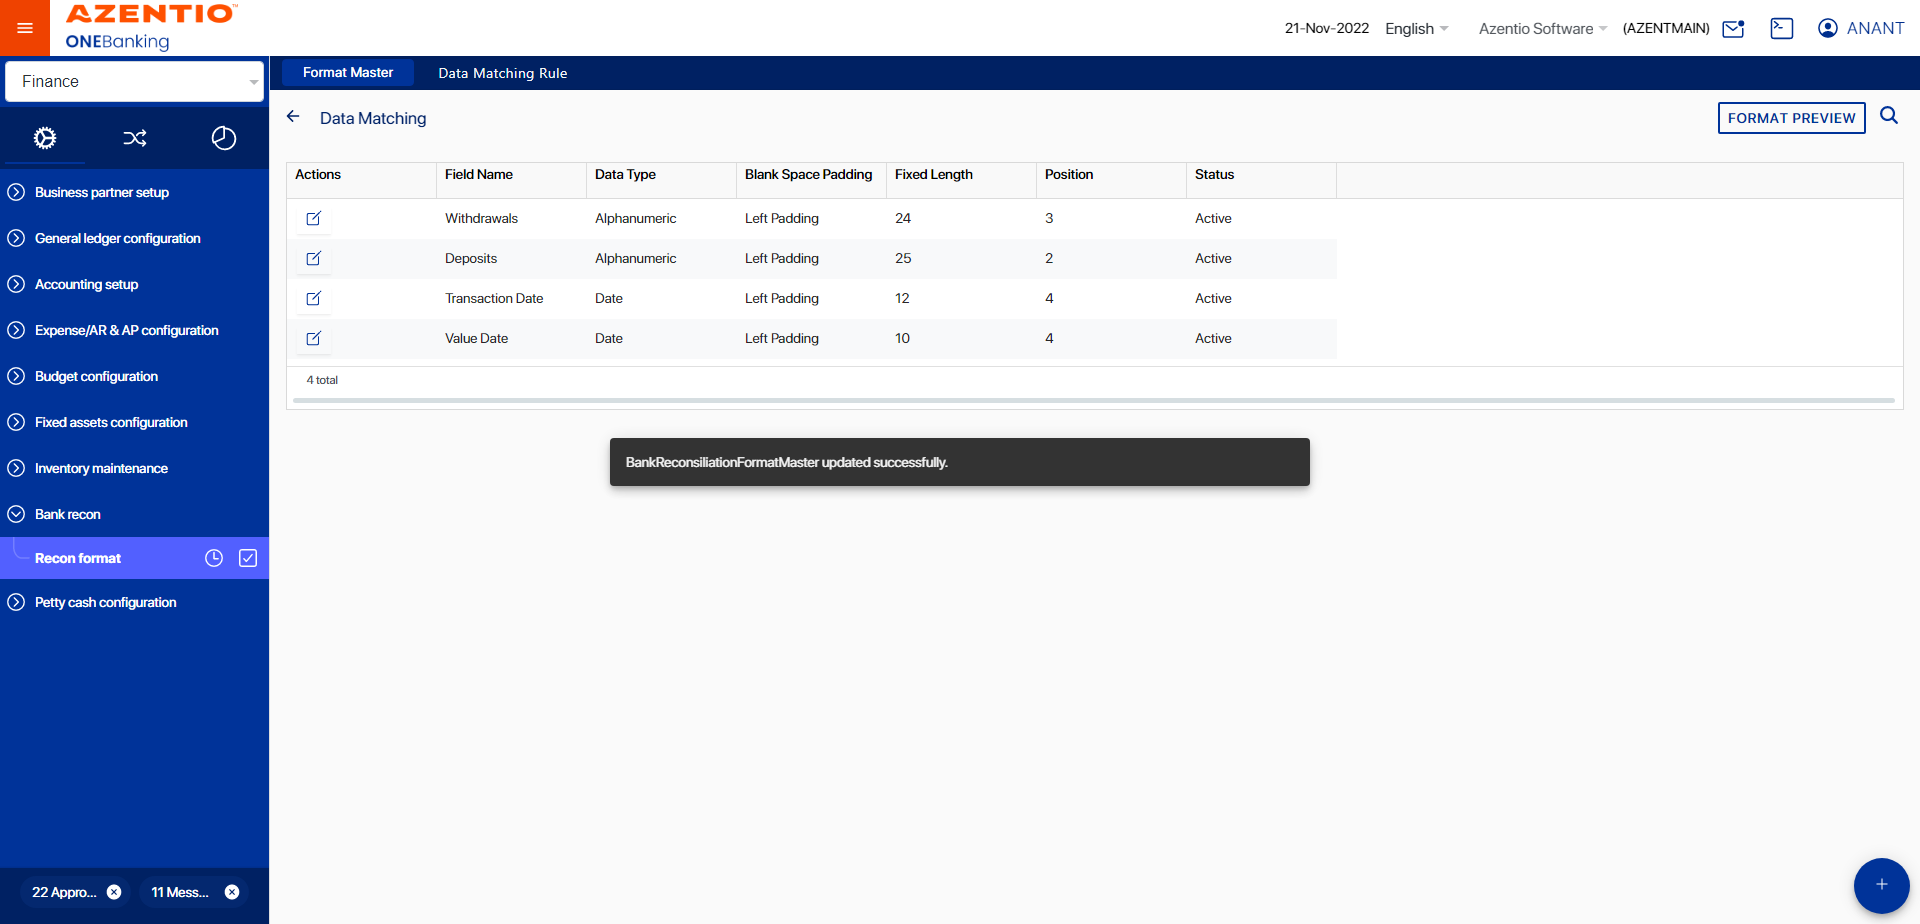 AZENTIO™
ONEBanking
21-Nov-2022 English Azentio Software (AZENTMAIN) ANANT
Finance
Format Master Data Matching Rule
Data Matching
FORMAT PREVIEW
Business partner setup
General ledger configuration
Accounting setup
Expense/AR & AP configuration
Budget configuration
Fixed assets configuration
Inventory maintenance
Bank recon
Recon format
Petty cash configuration
22 Appro... 11 Mess...
Actions Field Name Data Type Blank Space Padding Fixed Length Position Status
Withdrawals Alphanumeric Left Padding 24 3 Active
Deposits Alphanumeric Left Padding 25 2 Active
Transaction Date Date Left Padding 12 4 Active
Value Date Date Left Padding 10 4 Active
4 total
BankReconsiliationFormatMaster updated successfully.